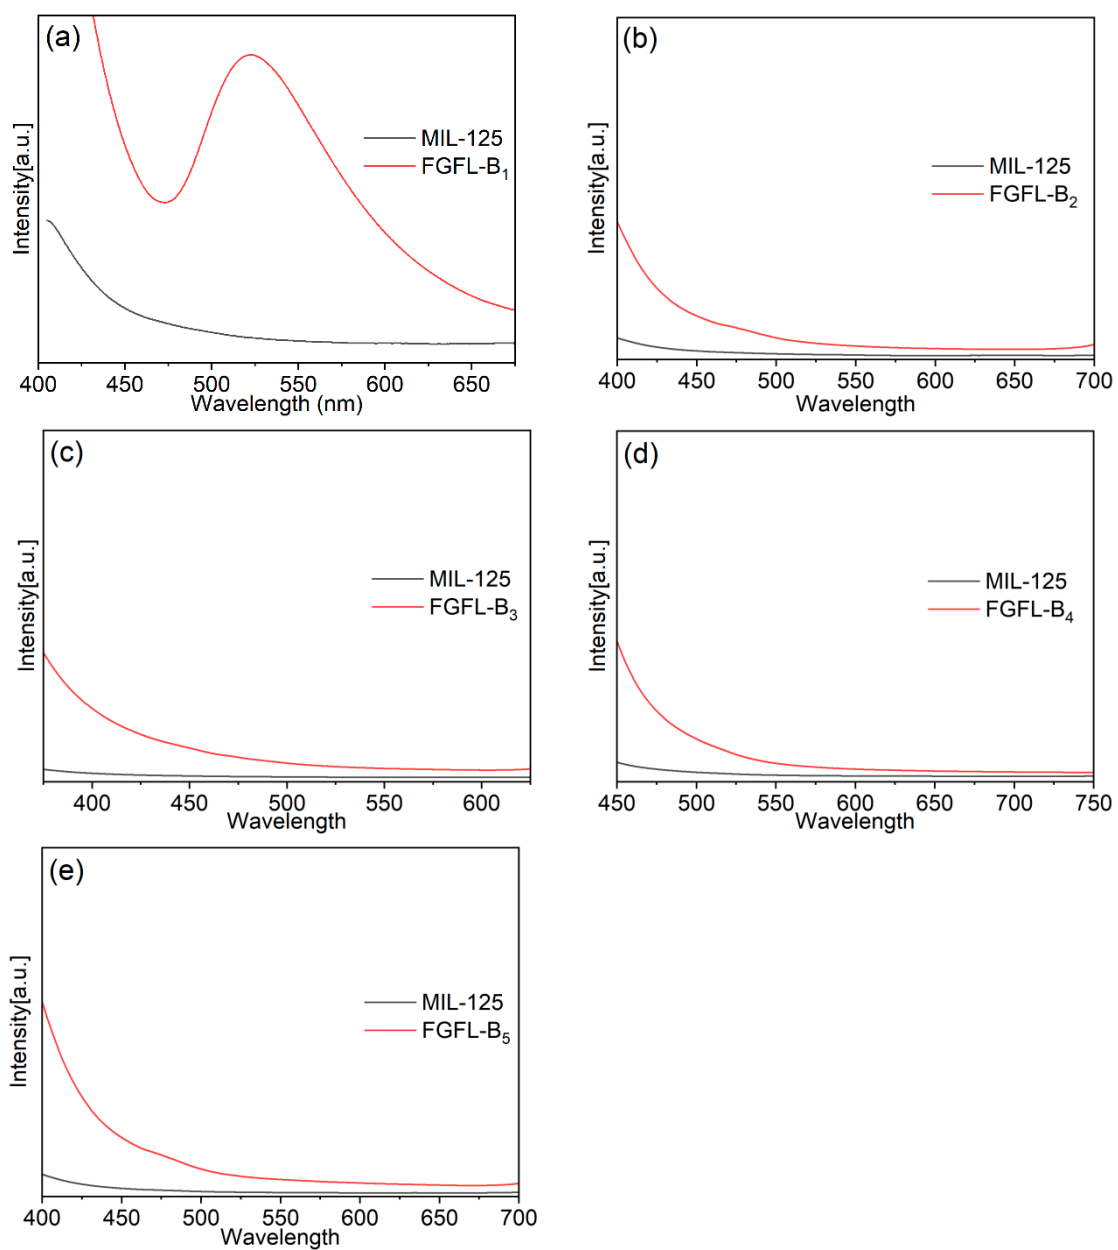 (a)
Intensity[a.u.]
MIL-125
FGFL-B1
400 450 500 550 600 650
Wavelength (nm)
(b)
Intensity[a.u.]
MIL-125
FGFL-B2
400 450 500 550 600 650 700
Wavelength
(c)
Intensity[a.u.]
MIL-125
FGFL-B3
400 450 500 550 600
Wavelength
(d)
Intensity[a.u.]
MIL-125
FGFL-B4
450 500 550 600 650 700 750
Wavelength
(e)
Intensity[a.u.]
MIL-125
FGFL-B5
400 450 500 550 600 650 700
Wavelength